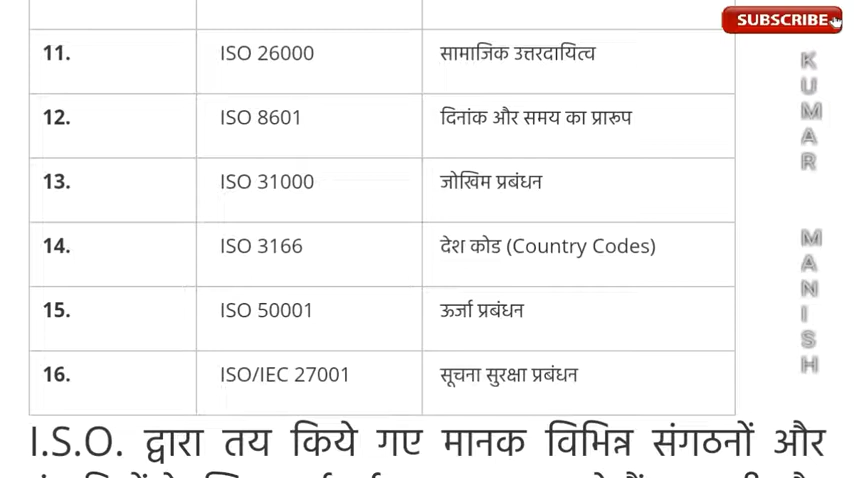 SUBSCRIBE
11. ISO 26000 सामाजिक उत्तरदायित्व
12. ISO 8601 दिनांक और समय का प्रारूप
13. ISO 31000 जोखिम प्रबंधन
14. ISO 3166 देश कोड (Country Codes)
15. ISO 50001 ऊर्जा प्रबंधन
16. ISO/IEC 27001 सूचना सुरक्षा प्रबंधन
I.S.O. द्वारा तय किये गए मानक विभिन्न संगठनों और
KUMAR MANISH